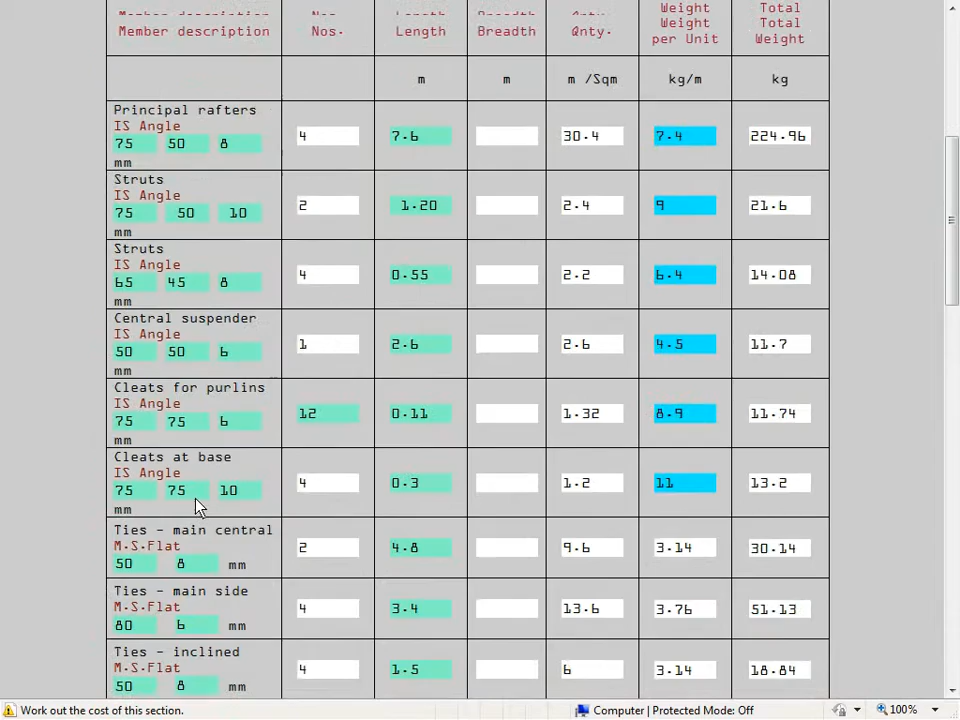 Member description Nos. Length Breadth Qnty. Weight Total
Member description Nos. Length Breadth Qnty. Weight per Unit Total Weight
m m m /Sqm kg/m kg
Principal rafters
IS Angle
75 50 8 4 7.6 30.4 7.4 224.96
mm
Struts
IS Angle
75 50 10 2 1.20 2.4 9 21.6
mm
Struts
IS Angle
65 45 8 4 0.55 2.2 6.4 14.08
mm
Central suspender
IS Angle
50 50 6 1 2.6 2.6 4.5 11.7
mm
Cleats for purlins
IS Angle
75 75 6 12 0.11 1.32 8.9 11.74
mm
Cleats at base
IS Angle
75 75 10 4 0.3 1.2 11 13.2
mm
Ties - main central
M.S.Flat 2 4.8 9.6 3.14 30.14
50 8 mm
Ties - main side
M.S.Flat 4 3.4 13.6 3.76 51.13
80 6 mm
Ties - inclined
M.S.Flat 4 1.5 6 3.14 18.84
50 8 mm
Work out the cost of this section. Computer | Protected Mode: Off 100%